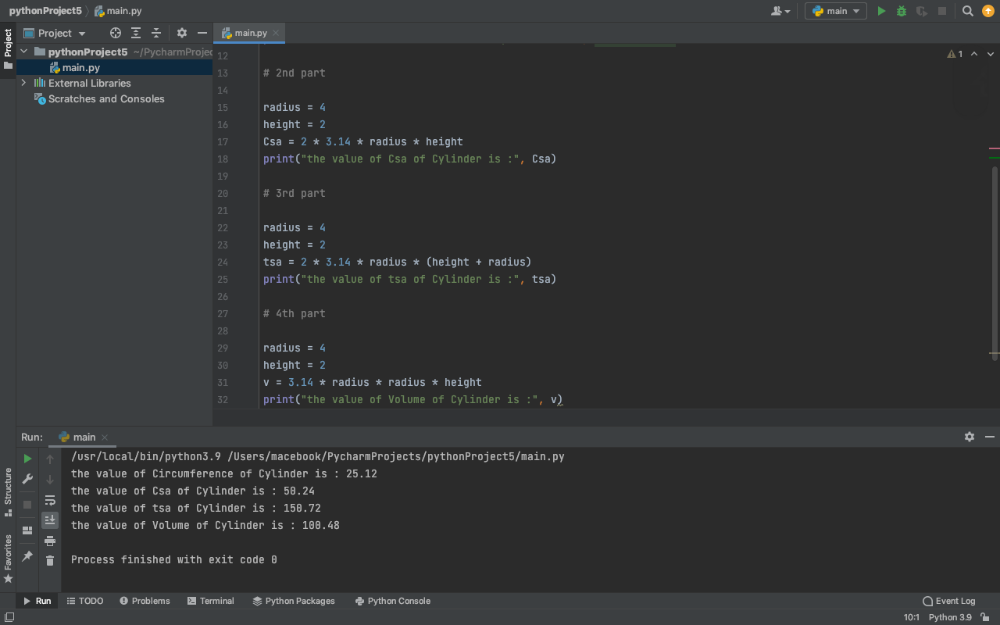 pythonProject5 main.py
main
Project
main.py
pythonProject5 ~/PycharmProjec
main.py
External Libraries
Scratches and Consoles
Project
Structure
Favorites
1
12
13 # 2nd part
14
15 radius = 4
16 height = 2
17 Csa = 2 * 3.14 * radius * height
18 print("the value of Csa of Cylinder is :", Csa)
19
20 # 3rd part
21
22 radius = 4
23 height = 2
24 tsa = 2 * 3.14 * radius * (height + radius)
25 print("the value of tsa of Cylinder is :", tsa)
26
27 # 4th part
28
29 radius = 4
30 height = 2
31 v = 3.14 * radius * radius * height
32 print("the value of Volume of Cylinder is :", v)
Run: main
/usr/local/bin/python3.9 /Users/macebook/PycharmProjects/pythonProject5/main.py
the value of Circumference of Cylinder is : 25.12
the value of Csa of Cylinder is : 50.24
the value of tsa of Cylinder is : 150.72
the value of Volume of Cylinder is : 100.48
Process finished with exit code 0
Run TODO Problems Terminal Python Packages Python Console Event Log
10:1 Python 3.9